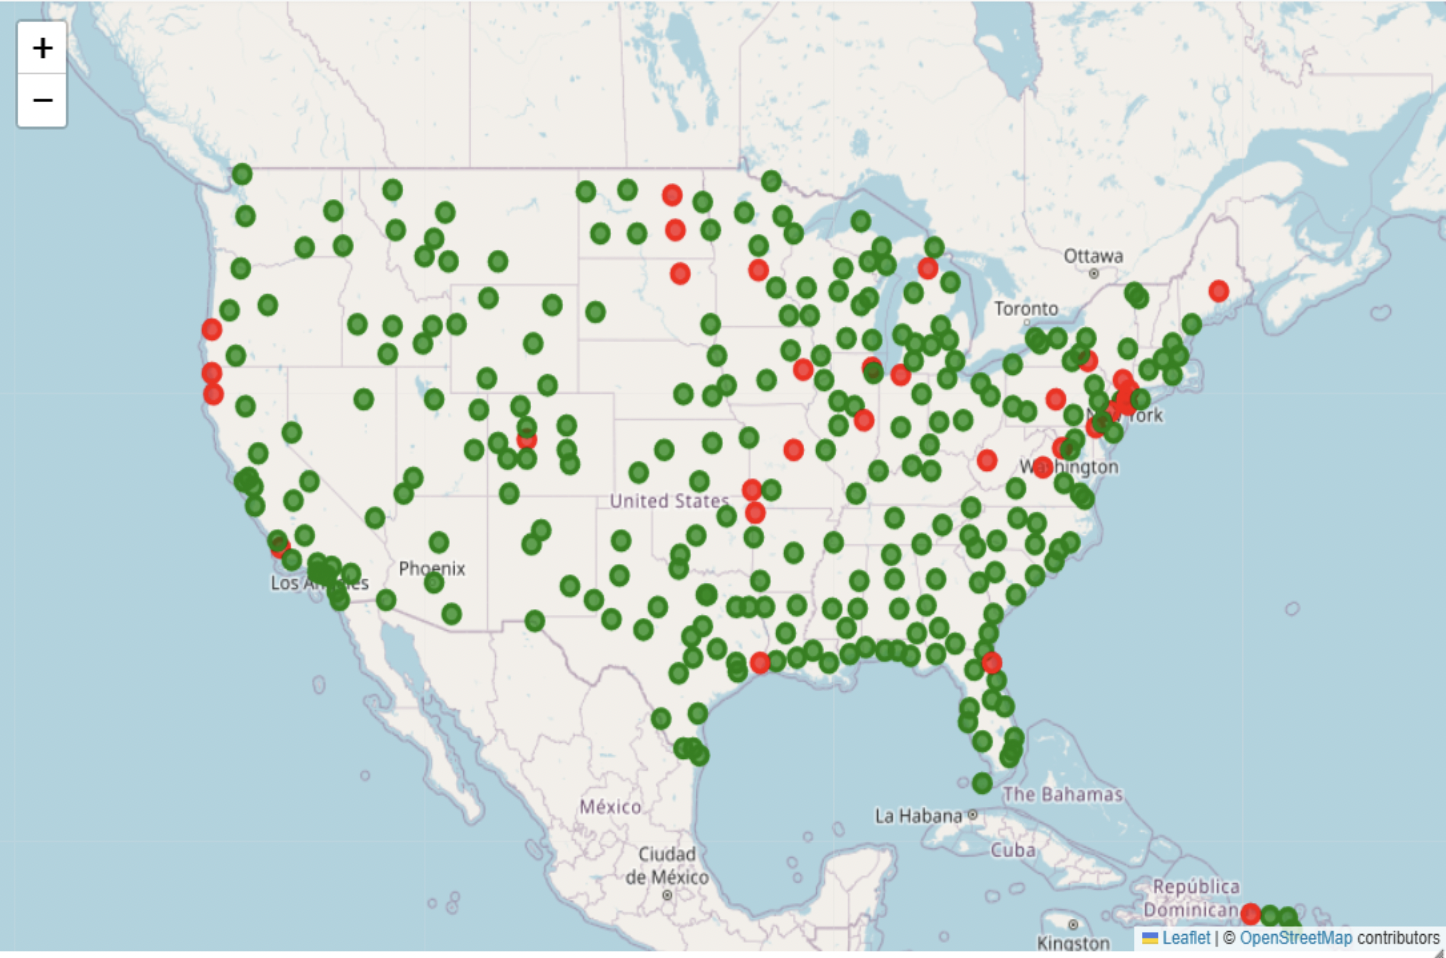 +
−
Ottawa
Toronto
New York
Washington
United States
Phoenix
Los Angeles
The Bahamas
México
La Habana
Cuba
Ciudad
de México
República
Dominicana
Kingston
Leaflet | © OpenStreetMap contributors